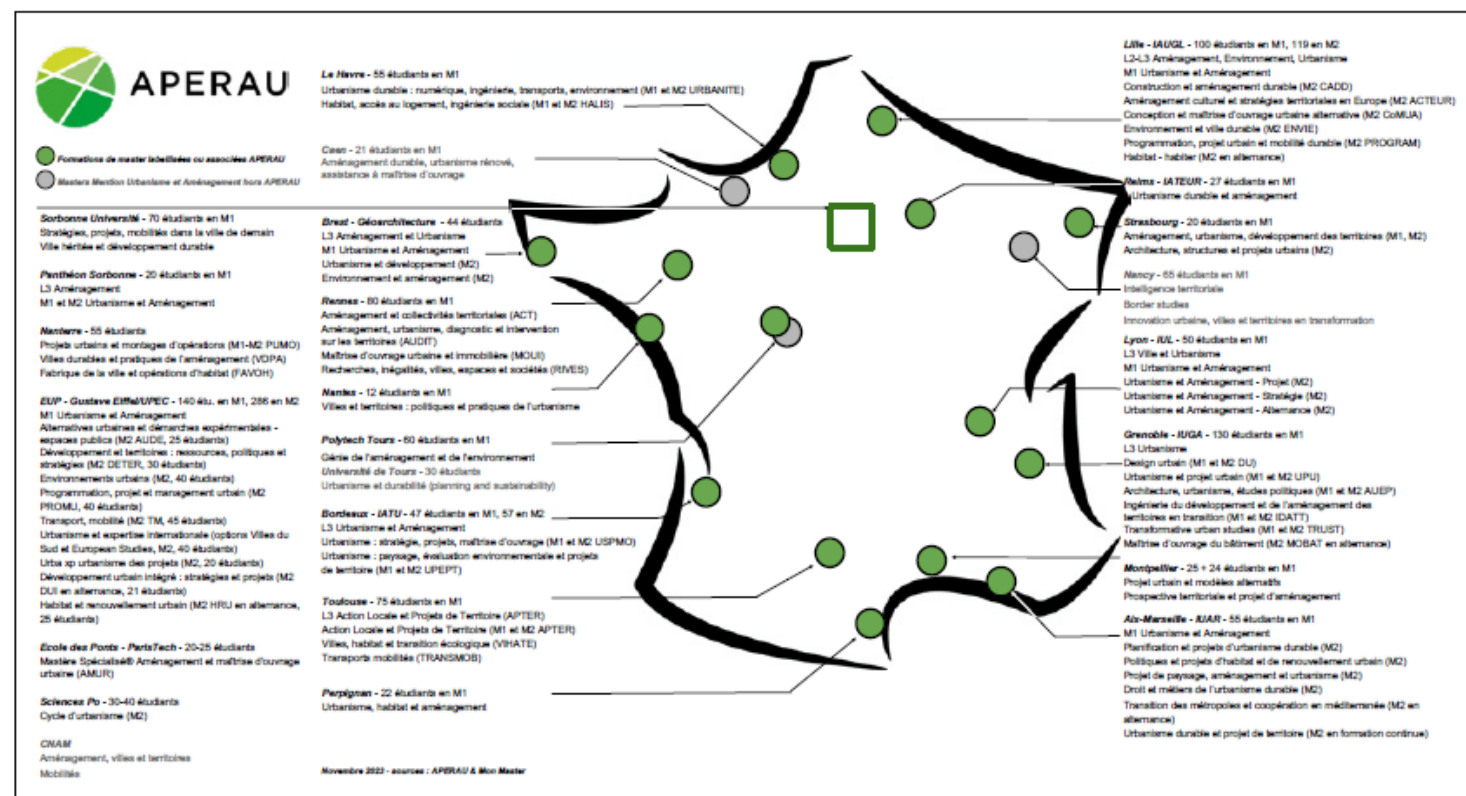 APERAU
Formations de master labellisées ou associées APERAU
Masters Mention Urbanisme et Aménagement hors APERAU
Sorbonne Université - 70 étudiants en M1
Stratégies, projets, mobilités dans la ville de demain
Ville héritée et développement durable
Panthéon Sorbonne - 20 étudiants en M1
L3 Aménagement
M1 et M2 Urbanisme et Aménagement
Nanterre - 55 étudiants
Projets urbains et montages d'opérations (M1-M2 PUMO)
Villes durables et pratiques de l'aménagement (VDPA)
Fabrique de la ville et opérations d'habitat (FAVOH)
EUP - Gustave Eiffel/UPEC - 140 étu. en M1, 286 en M2
M1 Urbanisme et Aménagement
Alternatives urbaines et démarches expérimentales -
espaces publics (M2 AUDE, 25 étudiants)
Développement et territoires : ressources, politiques et
stratégies (M2 DETER, 30 étudiants)
Environnements urbains (M2, 40 étudiants)
Programmation, projet et management urbain (M2
PROMU, 40 étudiants)
Transport, mobilité (M2 TM, 45 étudiants)
Urbanisme et expertise internationale (options Villes du
Sud et European Studies, M2, 40 étudiants)
Urba xp urbanisme des projets (M2, 20 étudiants)
Développement urbain intégré : stratégies et projets (M2
DUI en alternance, 21 étudiants)
Habitat et renouvellement urbain (M2 HRU en alternance,
25 étudiants)
Ecole des Ponts - ParisTech - 20-25 étudiants
Mastère Spécialisé® Aménagement et maîtrise d'ouvrage
urbaine (AMUR)
Sciences Po - 30-40 étudiants
Cycle d'urbanisme (M2)
CNAM
Aménagement, villes et territoires
Mobilités
Le Havre - 55 étudiants en M1
Urbanisme durable : numérique, ingénierie, transports, environnement (M1 et M2 URBANITE)
Habitat, accès au logement, ingénierie sociale (M1 et M2 HALIS)
Caen - 21 étudiants en M1
Aménagement durable, urbanisme rénové,
assistance à maîtrise d'ouvrage
Brest - Géoarchitecture - 44 étudiants
L3 Aménagement et Urbanisme
M1 Urbanisme et Aménagement
Urbanisme et développement (M2)
Environnement et aménagement (M2)
Rennes - 80 étudiants en M1
Aménagement et collectivités territoriales (ACT)
Aménagement, urbanisme, diagnostic et intervention
sur les territoires (AUDIT)
Maîtrise d'ouvrage urbaine et immobilière (MOUI)
Recherches, inégalités, villes, espaces et sociétés (RIVES)
Nantes - 12 étudiants en M1
Villes et territoires : politiques et pratiques de l'urbanisme
Polytech Tours - 60 étudiants en M1
Génie de l'aménagement et de l'environnement
Université de Tours - 30 étudiants
Urbanisme et durabilité (planning and sustainability)
Bordeaux - IATU - 47 étudiants en M1, 57 en M2
L3 Urbanisme et Aménagement
Urbanisme : stratégie, projets, maîtrise d'ouvrage (M1 et M2 USPMO)
Urbanisme : paysage, évaluation environnementale et projets
de territoire (M1 et M2 UPEPT)
Toulouse - 75 étudiants en M1
L3 Action Locale et Projets de Territoire (APTER)
Action Locale et Projets de Territoire (M1 et M2 APTER)
Villes, habitat et transition écologique (VIHATE)
Transports mobilités (TRANSMOB)
Perpignan - 22 étudiants en M1
Urbanisme, habitat et aménagement
Novembre 2023 - sources : APERAU & Mon Master
Lille - IAUGL - 100 étudiants en M1, 119 en M2
L2-L3 Aménagement, Environnement, Urbanisme
M1 Urbanisme et Aménagement
Construction et aménagement durable (M2 CADD)
Aménagement culturel et stratégies territoriales en Europe (M2 ACTEUR)
Conception et maîtrise d'ouvrage urbaine alternative (M2 CoMUA)
Environnement et ville durable (M2 ENVIE)
Programmation, projet urbain et mobilité durable (M2 PROGRAM)
Habitat - habiter (M2 en alternance)
Reims - IATEUR - 27 étudiants en M1
Urbanisme durable et aménagement
Strasbourg - 20 étudiants en M1
Aménagement, urbanisme, développement des territoires (M1, M2)
Architecture, structures et projets urbains (M2)
Nancy - 65 étudiants en M1
Intelligence territoriale
Border studies
Innovation urbaine, villes et territoires en transformation
Lyon - IUL - 50 étudiants en M1
L3 Ville et Urbanisme
M1 Urbanisme et Aménagement
Urbanisme et Aménagement - Projet (M2)
Urbanisme et Aménagement - Stratégie (M2)
Urbanisme et Aménagement - Alternance (M2)
Grenoble - IUGA - 130 étudiants en M1
L3 Urbanisme
Design urbain (M1 et M2 DU)
Urbanisme et projet urbain (M1 et M2 UPU)
Architecture, urbanisme, études politiques (M1 et M2 AUEP)
Ingénierie du développement et de l'aménagement des
territoires en transition (M1 et M2 IDATT)
Transformative urban studies (M1 et M2 TRUST)
Maîtrise d'ouvrage du bâtiment (M2 MOBAT en alternance)
Montpellier - 25 + 24 étudiants en M1
Projet urbain et modèles alternatifs
Prospective territoriale et projet d'aménagement
Aix-Marseille - IUAR - 55 étudiants en M1
M1 Urbanisme et Aménagement
Planification et projets d'urbanisme durable (M2)
Politiques et projets d'habitat et de renouvellement urbain (M2)
Projet de paysage, aménagement et urbanisme (M2)
Droit et métiers de l'urbanisme durable (M2)
Transition des métropoles et coopération en méditerranée (M2 en
alternance)
Urbanisme durable et projet de territoire (M2 en formation continue)